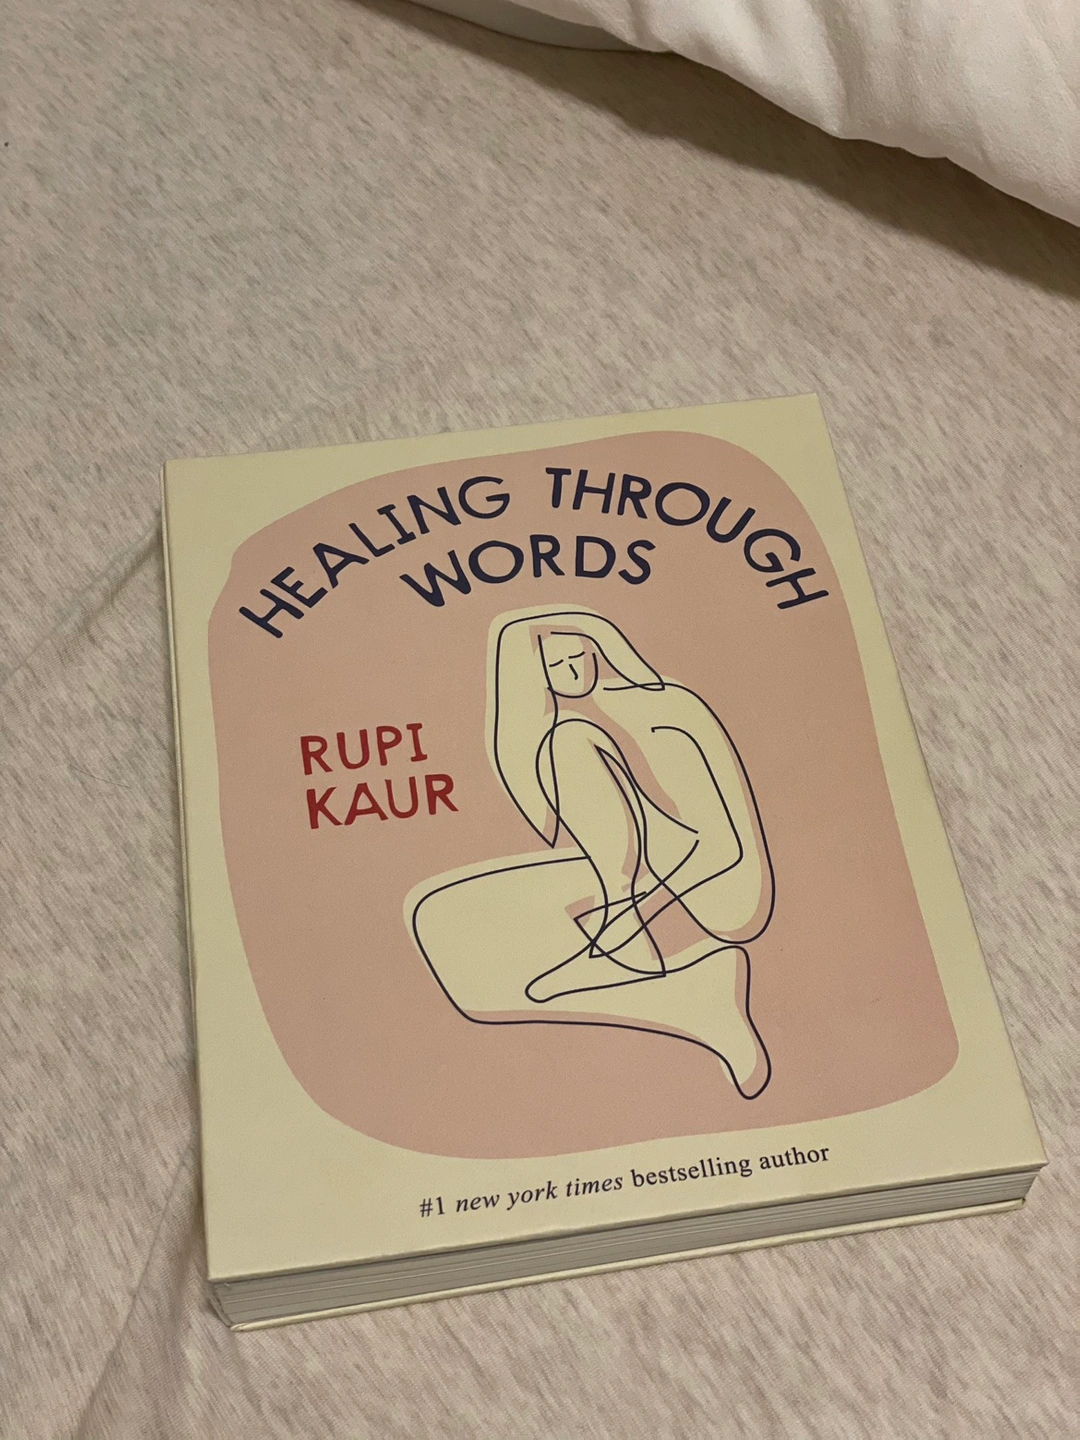 HEALING THROUGH
WORDS
RUPI
KAUR
#1 new york times bestselling author